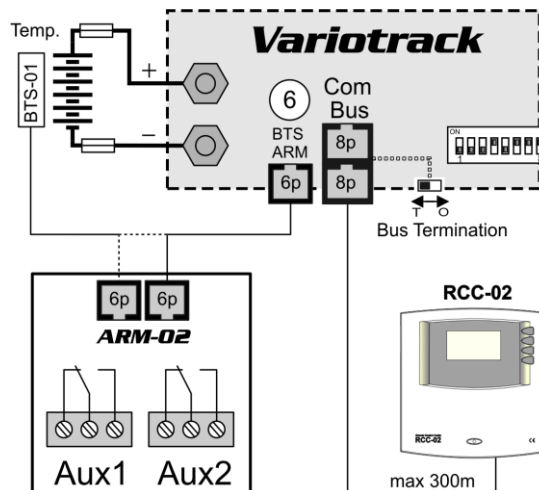 Temp.
BTS-01
+
−
Variotrack
6
BTS
ARM
6p
Com
Bus
8p
8p
ON
1
T O
Bus Termination
6p 6p
ARM-02
Aux1 Aux2
RCC-02
RCC-02
CE
max 300m